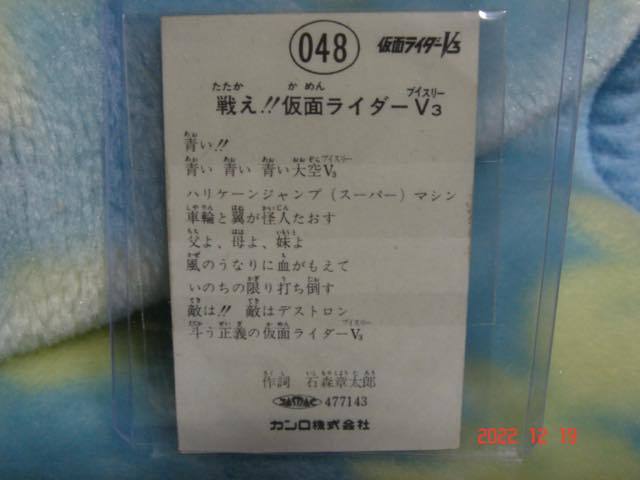 048 仮面ライダーV3
戦え!!仮面ライダーV3
青い!!
青い 青い 青い大空V3
ハリケーンジャンプ(スーパー)マシン
車輪と翼が怪人たおす
父よ、母よ、妹よ
風のうなりに血がもえて
いのちの限り打ち倒す
敵は!! 敵はデストロン
斗う正義の仮面ライダーV3
作詞 石森章太郎
JASRAC 477143
カンロ株式会社
2022 12 19